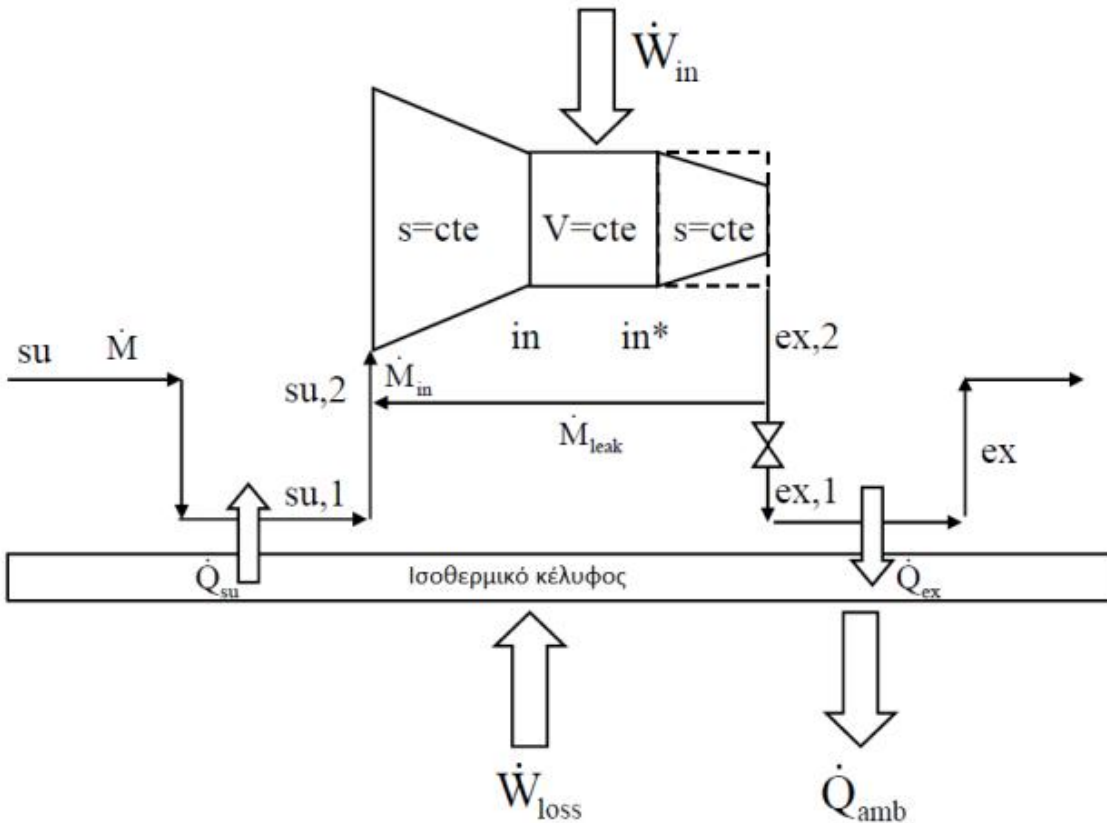 Ẇin
s=cte V=cte s=cte
in in* ex,2
su Ṁ
su,2 Ṁin
Ṁleak
ex
su,1 ex,1
Q̇su Ισοθερμικό κέλυφος Q̇ex
Ẇloss Q̇amb